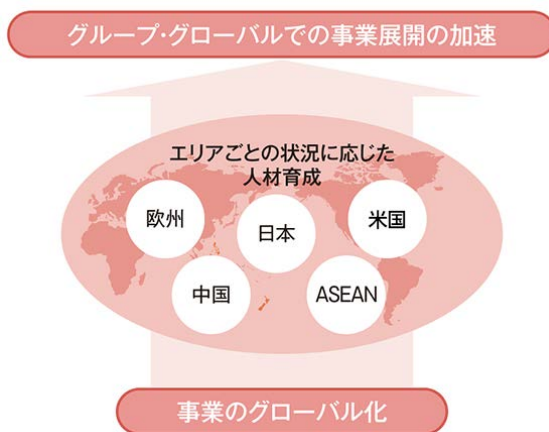 グループ・グローバルでの事業展開の加速
エリアごとの状況に応じた
人材育成
欧州
日本
米国
中国
ASEAN
事業のグローバル化